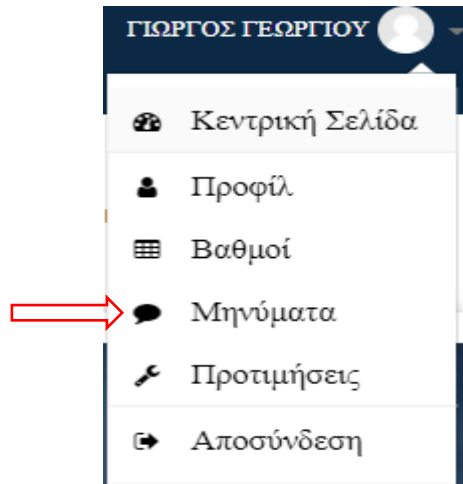 ΓΙΩΡΓΟΣ ΓΕΩΡΓΙΟΥ
Κεντρική Σελίδα
Προφίλ
Βαθμοί
Μηνύματα
Προτιμήσεις
Αποσύνδεση